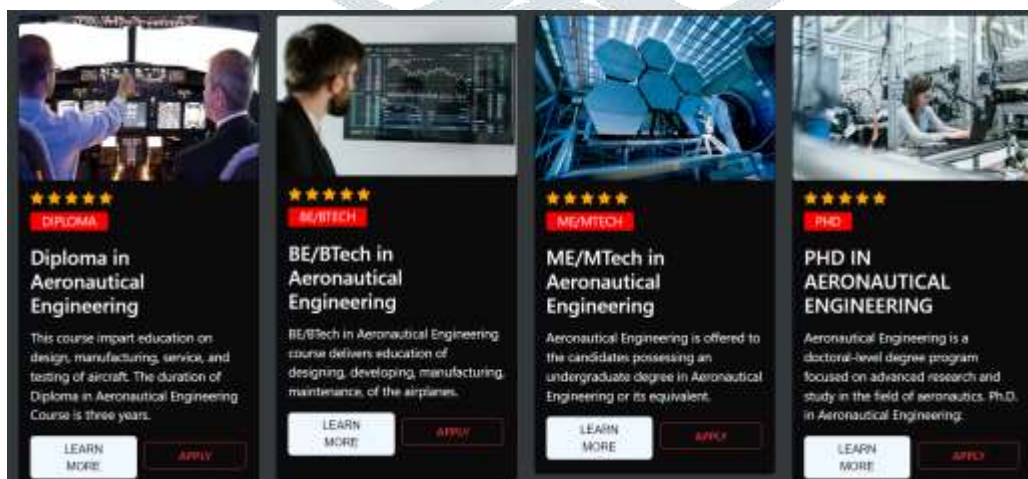 DIPLOMA
Diploma in
Aeronautical
Engineering
This course impart education on
design, manufacturing, service, and
testing of aircraft. The duration of
Diploma in Aeronautical Engineering
Course is three years.
LEARN
MORE
APPLY
BE/BTECH
BE/BTech in
Aeronautical
Engineering
BE/BTech in Aeronautical Engineering
course delivers education of
designing, developing, manufacturing,
maintenance, of the airplanes.
LEARN
MORE
APPLY
ME/MTECH
ME/MTech in
Aeronautical
Engineering
Aeronautical Engineering is offered to
the candidates possessing an
undergraduate degree in Aeronautical
Engineering or its equivalent.
LEARN
MORE
APPLY
PHD
PHD IN
AERONAUTICAL
ENGINEERING
Aeronautical Engineering is a
doctoral-level degree program
focused on advanced research and
study in the field of aeronautics. Ph.D.
in Aeronautical Engineering:
LEARN
MORE
APPLY